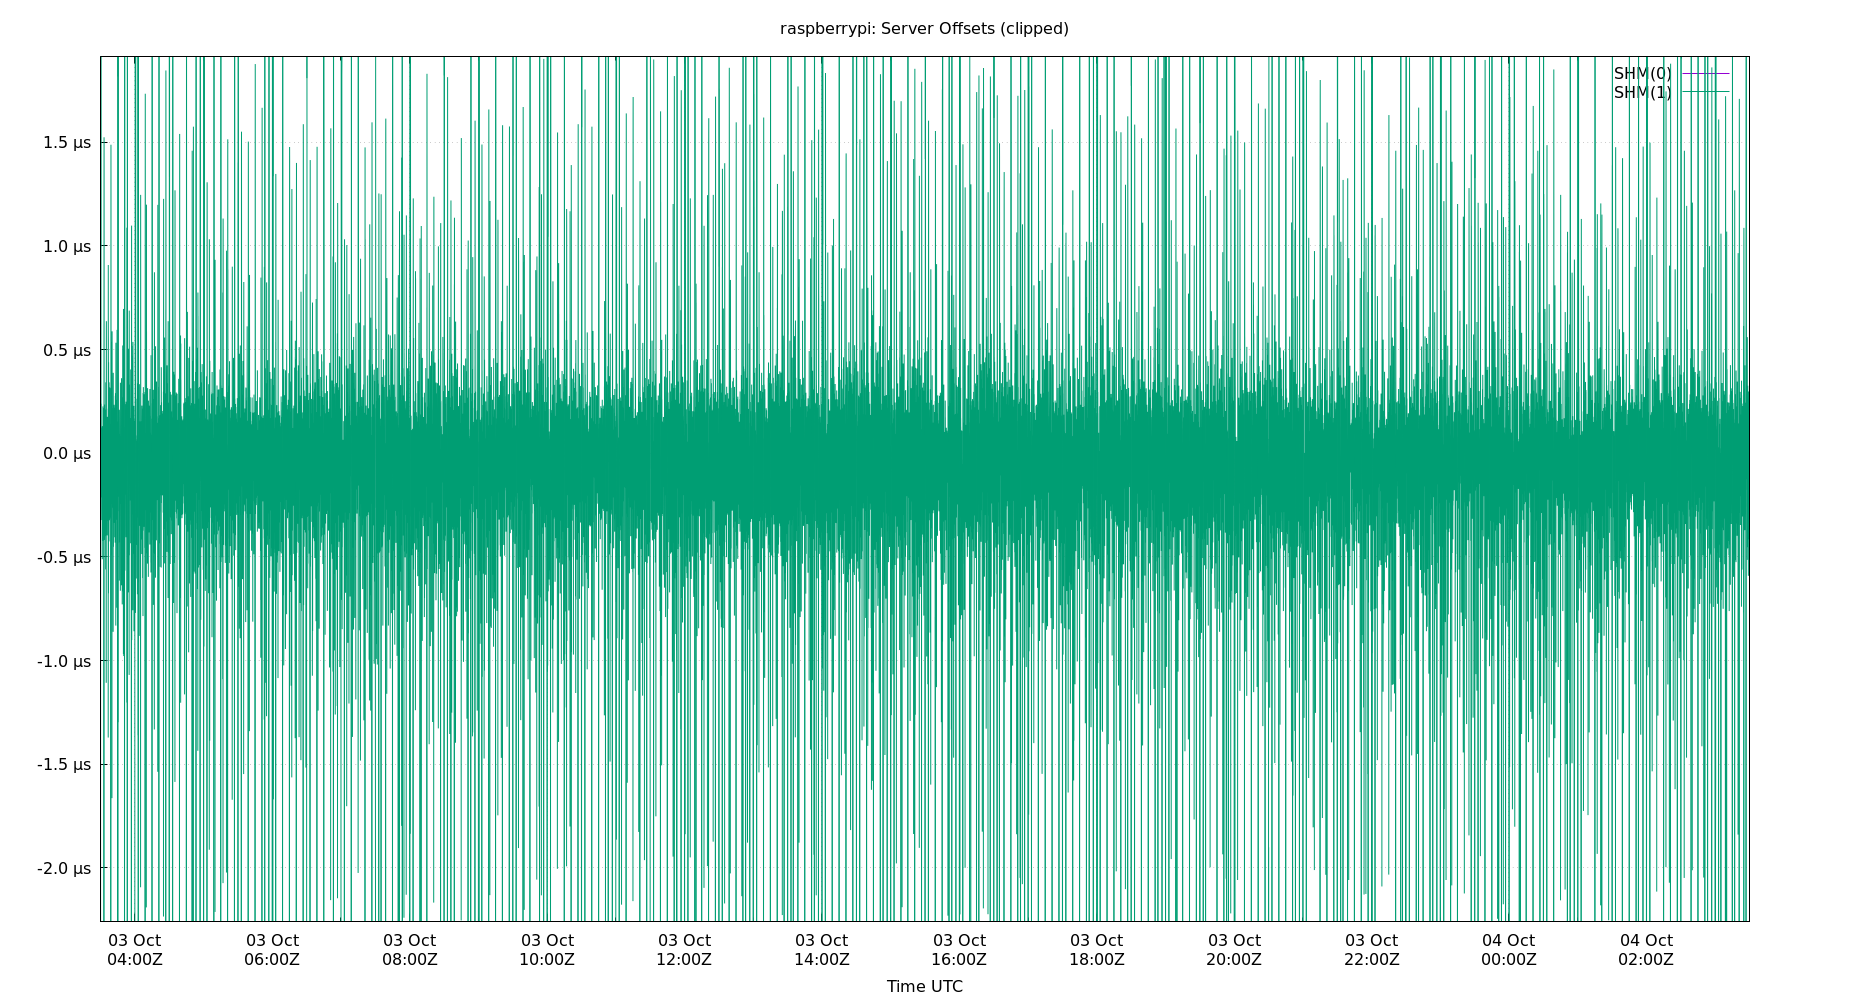 raspberrypi: Server Offsets (clipped)
SHM(0)
SHM(1)
1.5 µs
1.0 µs
0.5 µs
0.0 µs
-0.5 µs
-1.0 µs
-1.5 µs
-2.0 µs
03 Oct 03 Oct 03 Oct 03 Oct 03 Oct 03 Oct 03 Oct 03 Oct 03 Oct 03 Oct 04 Oct 04 Oct
04:00Z 06:00Z 08:00Z 10:00Z 12:00Z 14:00Z 16:00Z 18:00Z 20:00Z 22:00Z 00:00Z 02:00Z
Time UTC